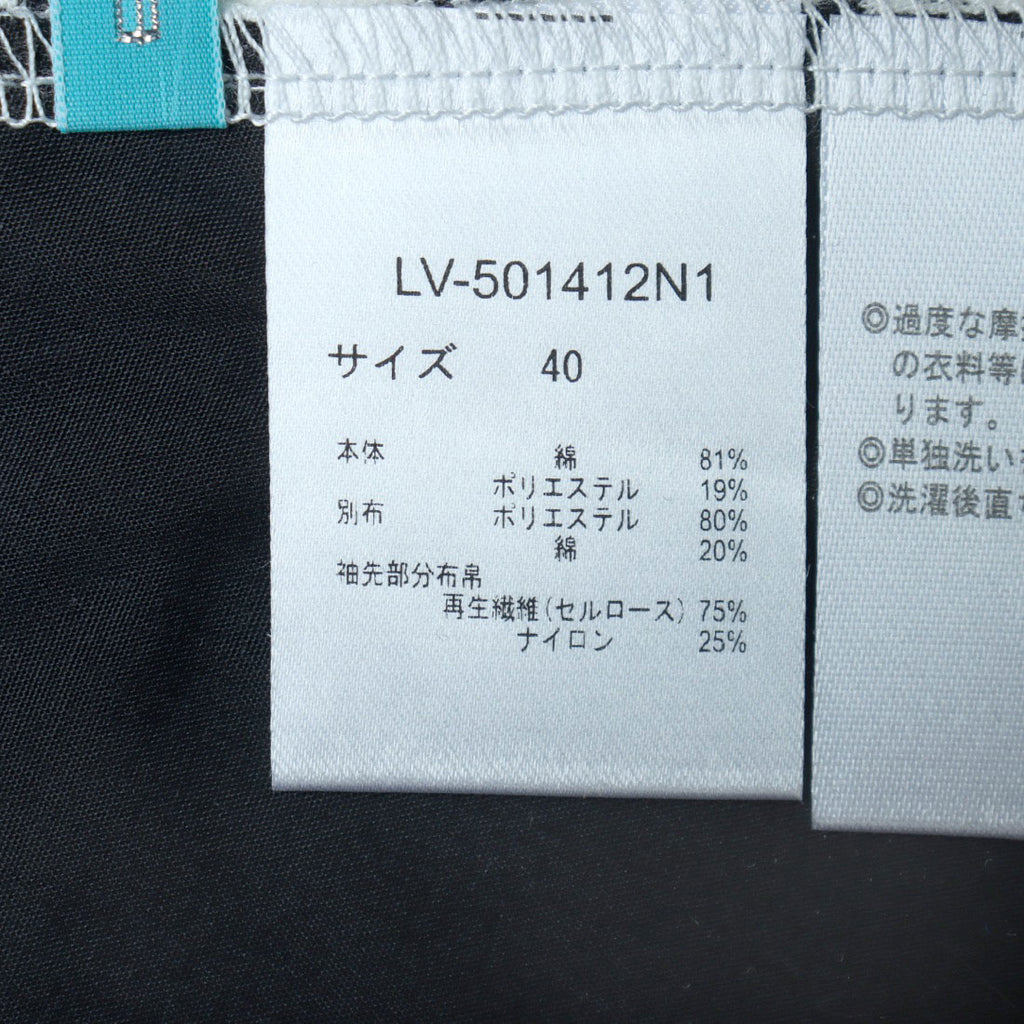 LV-501412N1
サイズ 40
本体 綿 81%
ポリエステル 19%
別布 ポリエステル 80%
綿 20%
袖先部分布帛
再生繊維(セルロース) 75%
ナイロン 25%
◎過度な摩
の衣料等
ります。
◎単独洗い
◎洗濯後直